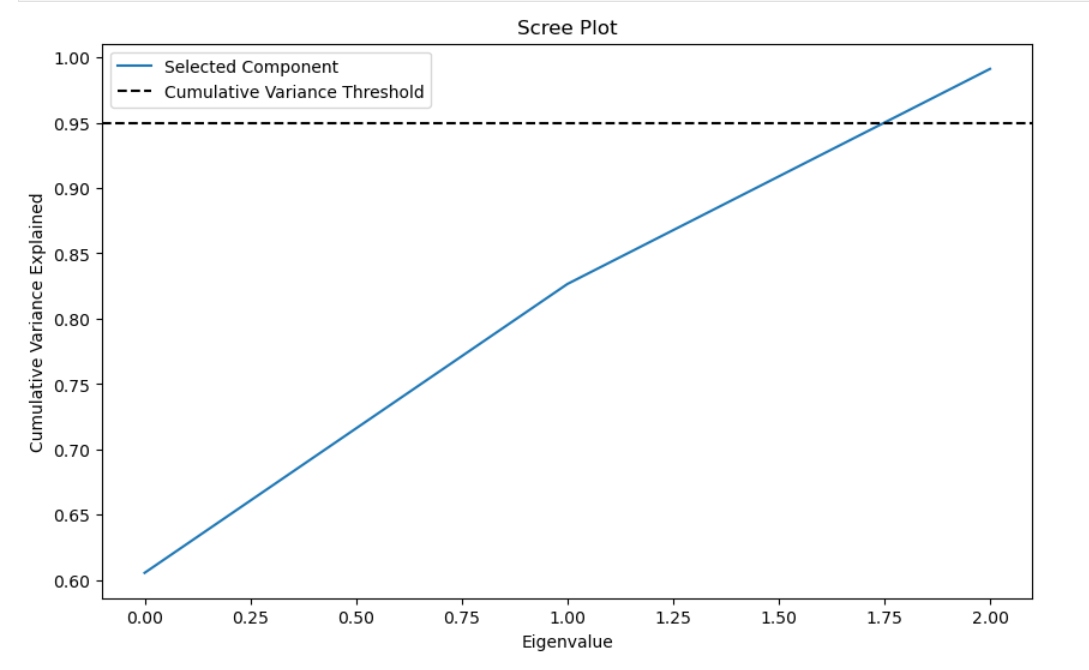 Scree Plot
Selected Component
Cumulative Variance Threshold
Cumulative Variance Explained
1.00
0.95
0.90
0.85
0.80
0.75
0.70
0.65
0.60
0.00 0.25 0.50 0.75 1.00 1.25 1.50 1.75 2.00
Eigenvalue